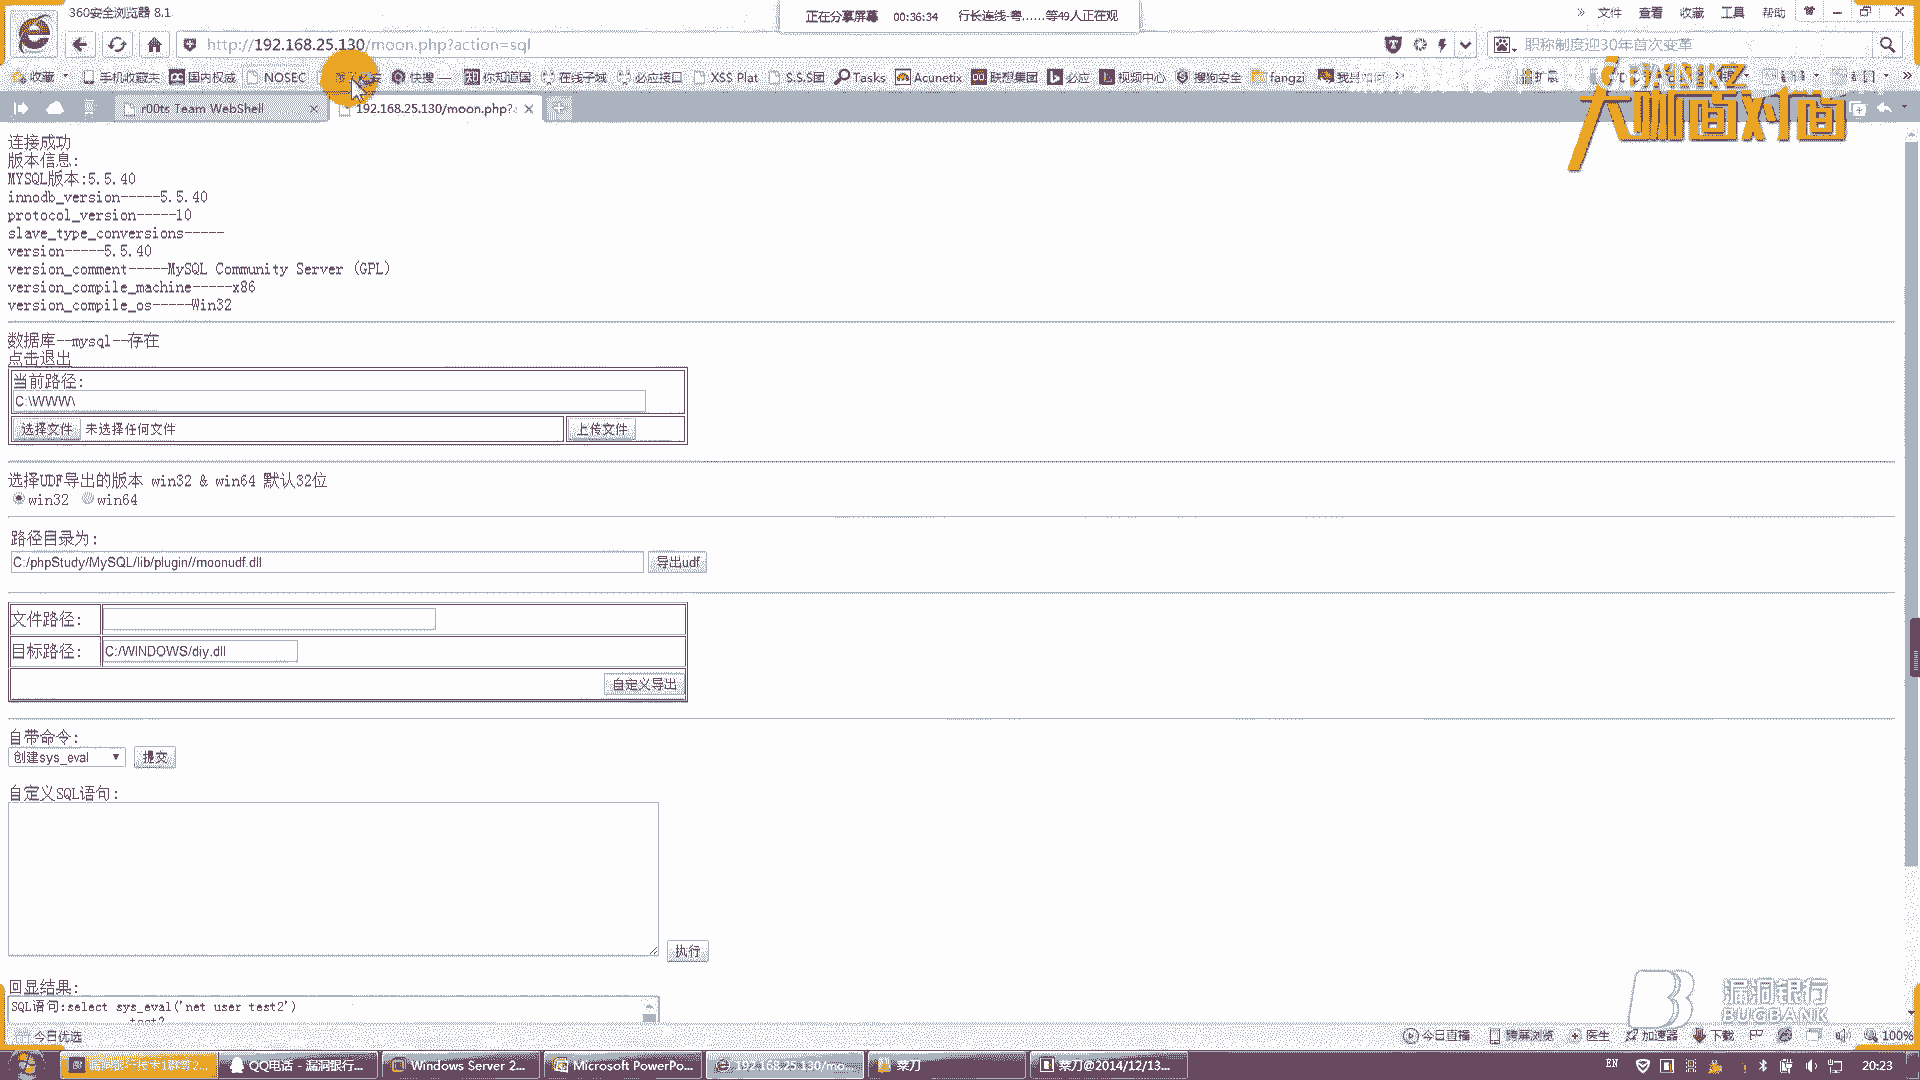 360安全浏览器 8.1
正在分享屏幕 00:36:34 行长连线-粤......等49人正在观
» 文件 查看 收藏 工具 帮助
http://192.168.25.130/moon.php?action=sql
职称制度迎30年首次变革
收藏 手机收藏夹 国内权威 NOSEC 快搜 — 你知道国 在线子域 必应接口 XSS Plat S.S.S团 Tasks Acunetix 联想集团 必应 视频中心 搜狗安全 fangzi
扩展
BANKZ
大咖面对面
r00ts Team WebShell
192.168.25.130/moon.php?a
连接成功
版本信息:
MYSQL版本:5.5.40
innodb_version-----5.5.40
protocol_version-----10
slave_type_conversions-----
version-----5.5.40
version_comment-----MySQL Community Server (GPL)
version_compile_machine-----x86
version_compile_os-----Win32
数据库--mysql--存在
点击退出
当前路径:
C:\WWW\
选择文件 未选择任何文件 上传文件
选择UDF导出的版本 win32 & win64 默认32位
win32 win64
路径目录为:
C:/phpStudy/MySQL/lib/plugin//moonudf.dll 导出udf
文件路径:
目标路径: C:/WINDOWS/diy.dll
自定义导出
自带命令:
创建sys_eval 提交
自定义SQL语句:
执行
回显结果:
SQL语句:select sys_eval('net user test2')
test2
漏洞银行
BUGBANK
今日优选
今日直播 跨屏浏览 医生 加速器 下载 100%
QQ电话 - 漏洞银行... Windows Server 2... Microsoft PowerPo... 192.168.25.130/mo... 菜刀 菜刀@2014/12/13...
EN 20:23